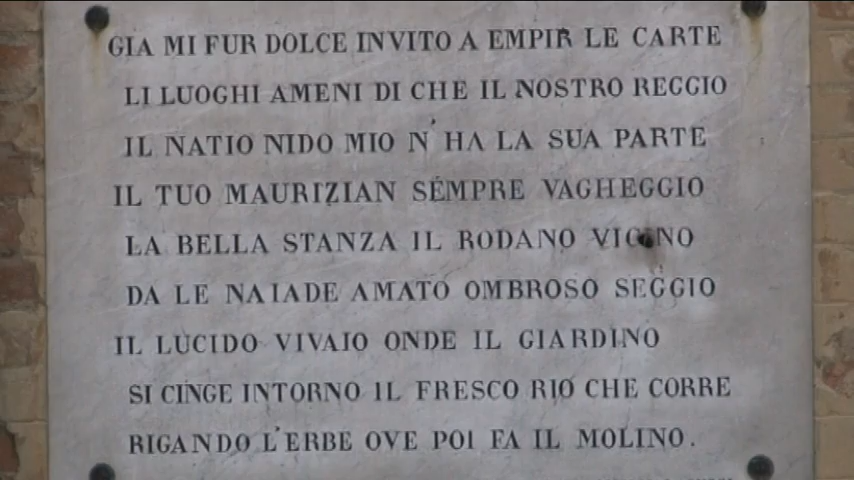 GIA MI FUR DOLCE INVITO A EMPIR LE CARTE
LI LUOGHI AMENI DI CHE IL NOSTRO REGGIO
IL NATIO NIDO MIO N'HA LA SUA PARTE
IL TUO MAURIZIAN SEMPRE VAGHEGGIO
LA BELLA STANZA IL RODANO VICINO
DA LE NAIADE AMATO OMBROSO SEGGIO
IL LUCIDO VIVAIO ONDE IL GIARDINO
SI CINGE INTORNO IL FRESCO RIO CHE CORRE
RIGANDO L'ERBE OVE POI FA IL MOLINO.